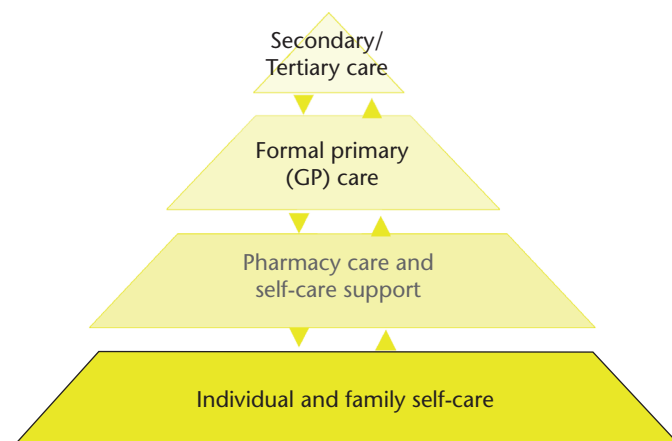 Secondary/
Tertiary care
Formal primary
(GP) care
Pharmacy care and
self-care support
Individual and family self-care